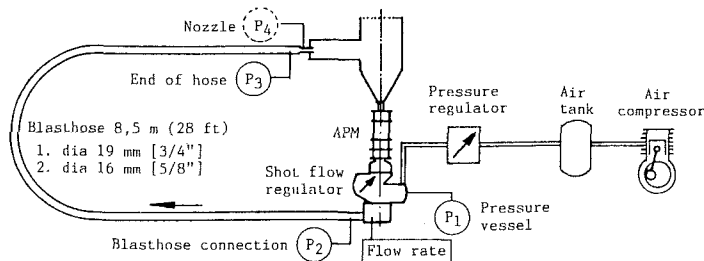 Nozzle
P4
End of hose
P3
Blasthose 8,5 m (28 ft)
1. dia 19 mm [3/4"]
2. dia 16 mm [5/8"]
APM
Shot flow
regulator
Pressure
regulator
Air
tank
Air
compressor
P1
Pressure
vessel
Blasthose connection
P2
Flow rate